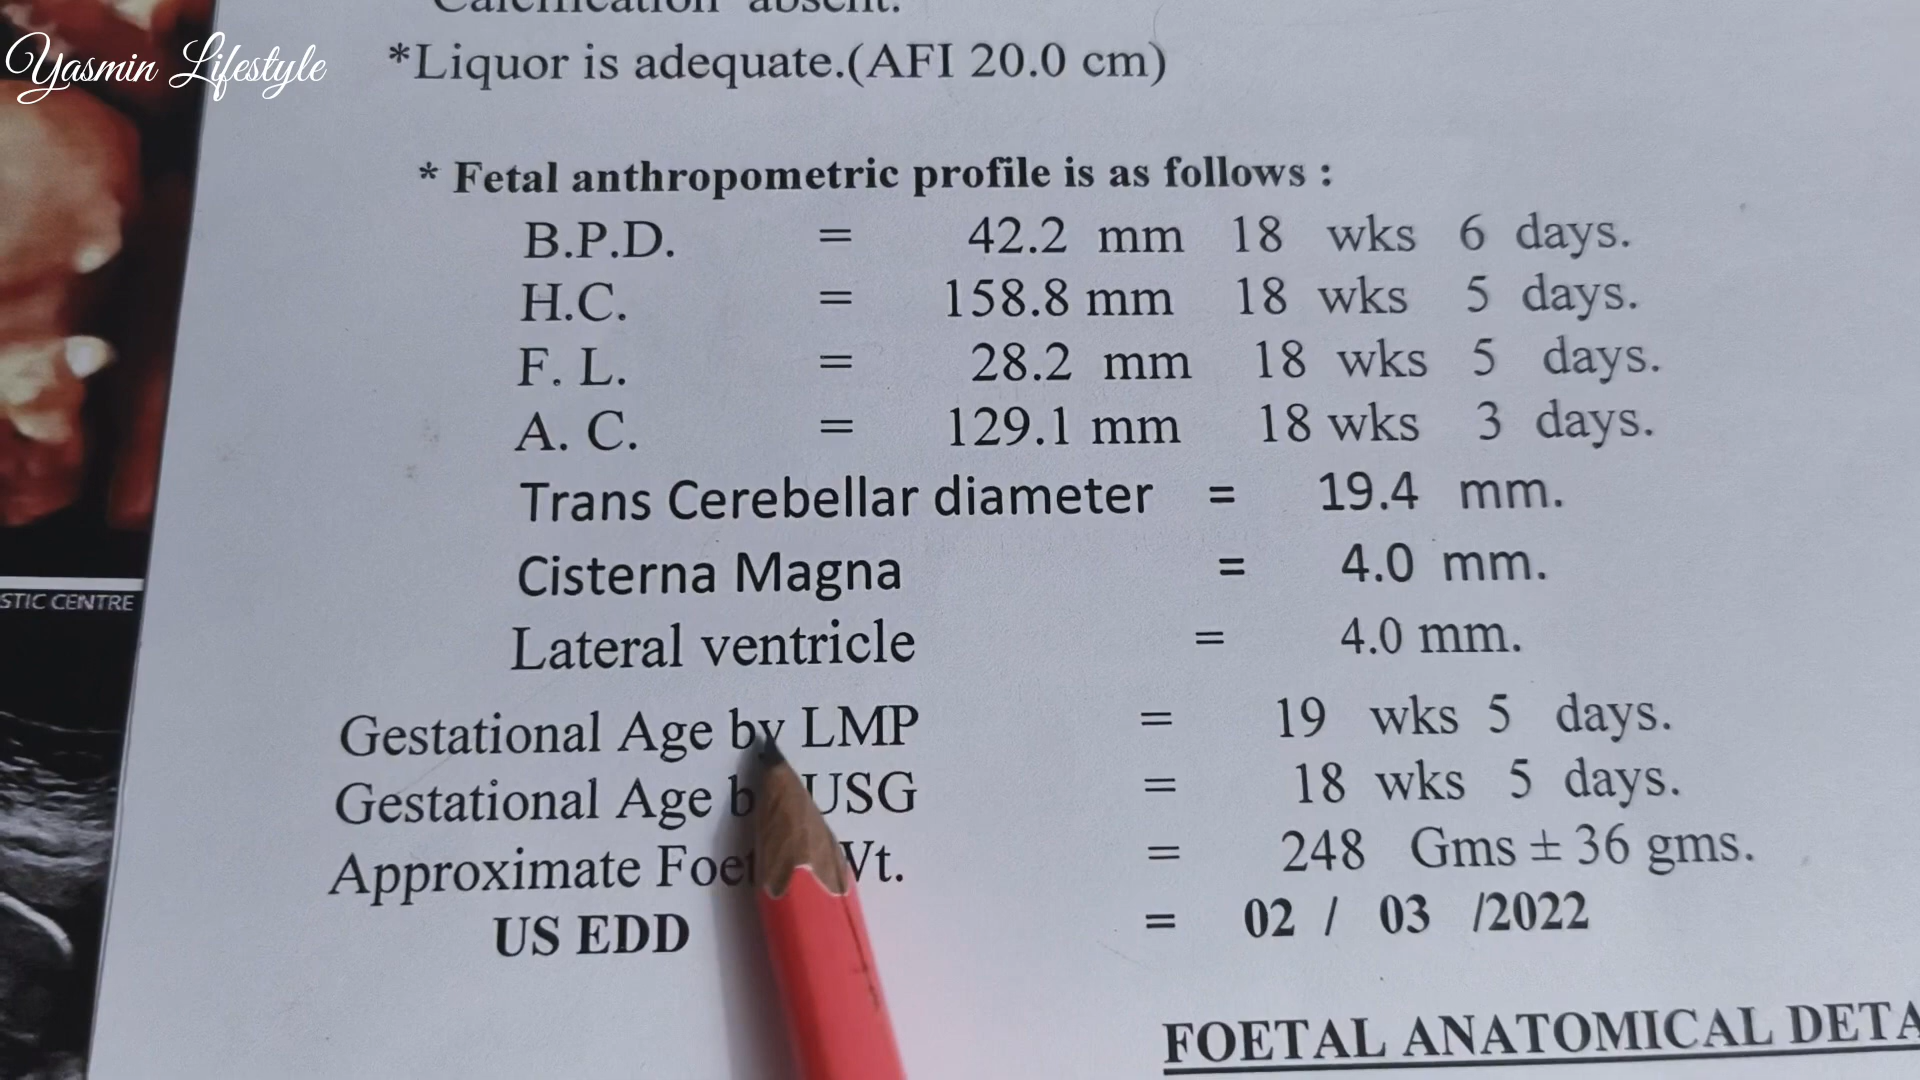 Yasmin Lifestyle
Calcification absent.
*Liquor is adequate.(AFI 20.0 cm)
* Fetal anthropometric profile is as follows :
B.P.D. = 42.2 mm 18 wks 6 days.
H.C. = 158.8 mm 18 wks 5 days.
F. L. = 28.2 mm 18 wks 5 days.
A. C. = 129.1 mm 18 wks 3 days.
Trans Cerebellar diameter = 19.4 mm.
Cisterna Magna = 4.0 mm.
Lateral ventricle = 4.0 mm.
STIC CENTRE
Gestational Age by LMP = 19 wks 5 days.
Gestational Age b USG = 18 wks 5 days.
Approximate Foet Wt. = 248 Gms ± 36 gms.
US EDD = 02 / 03 /2022
FOETAL ANATOMICAL DETA